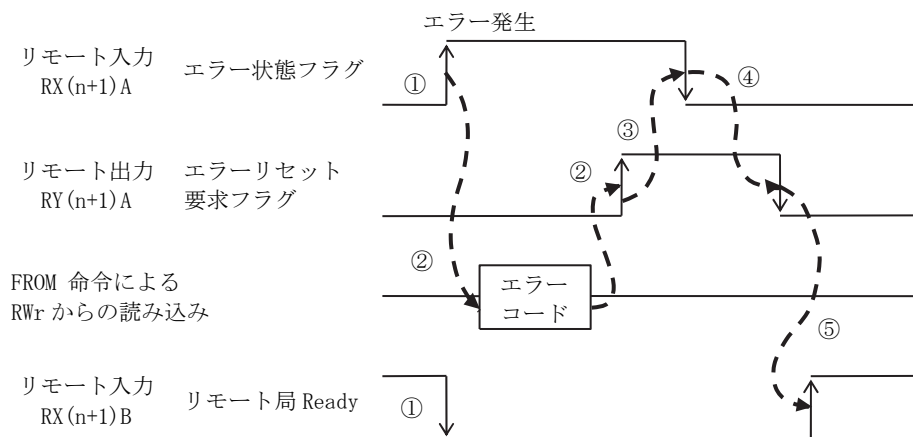 エラー発生
リモート入力
RX(n+1)A
エラー状態フラグ
①
④
③
リモート出力
RY(n+1)A
エラーリセット
要求フラグ
②
②
FROM 命令による
RWr からの読み込み
エラー
コード
⑤
リモート入力
RX(n+1)B
リモート局 Ready
①